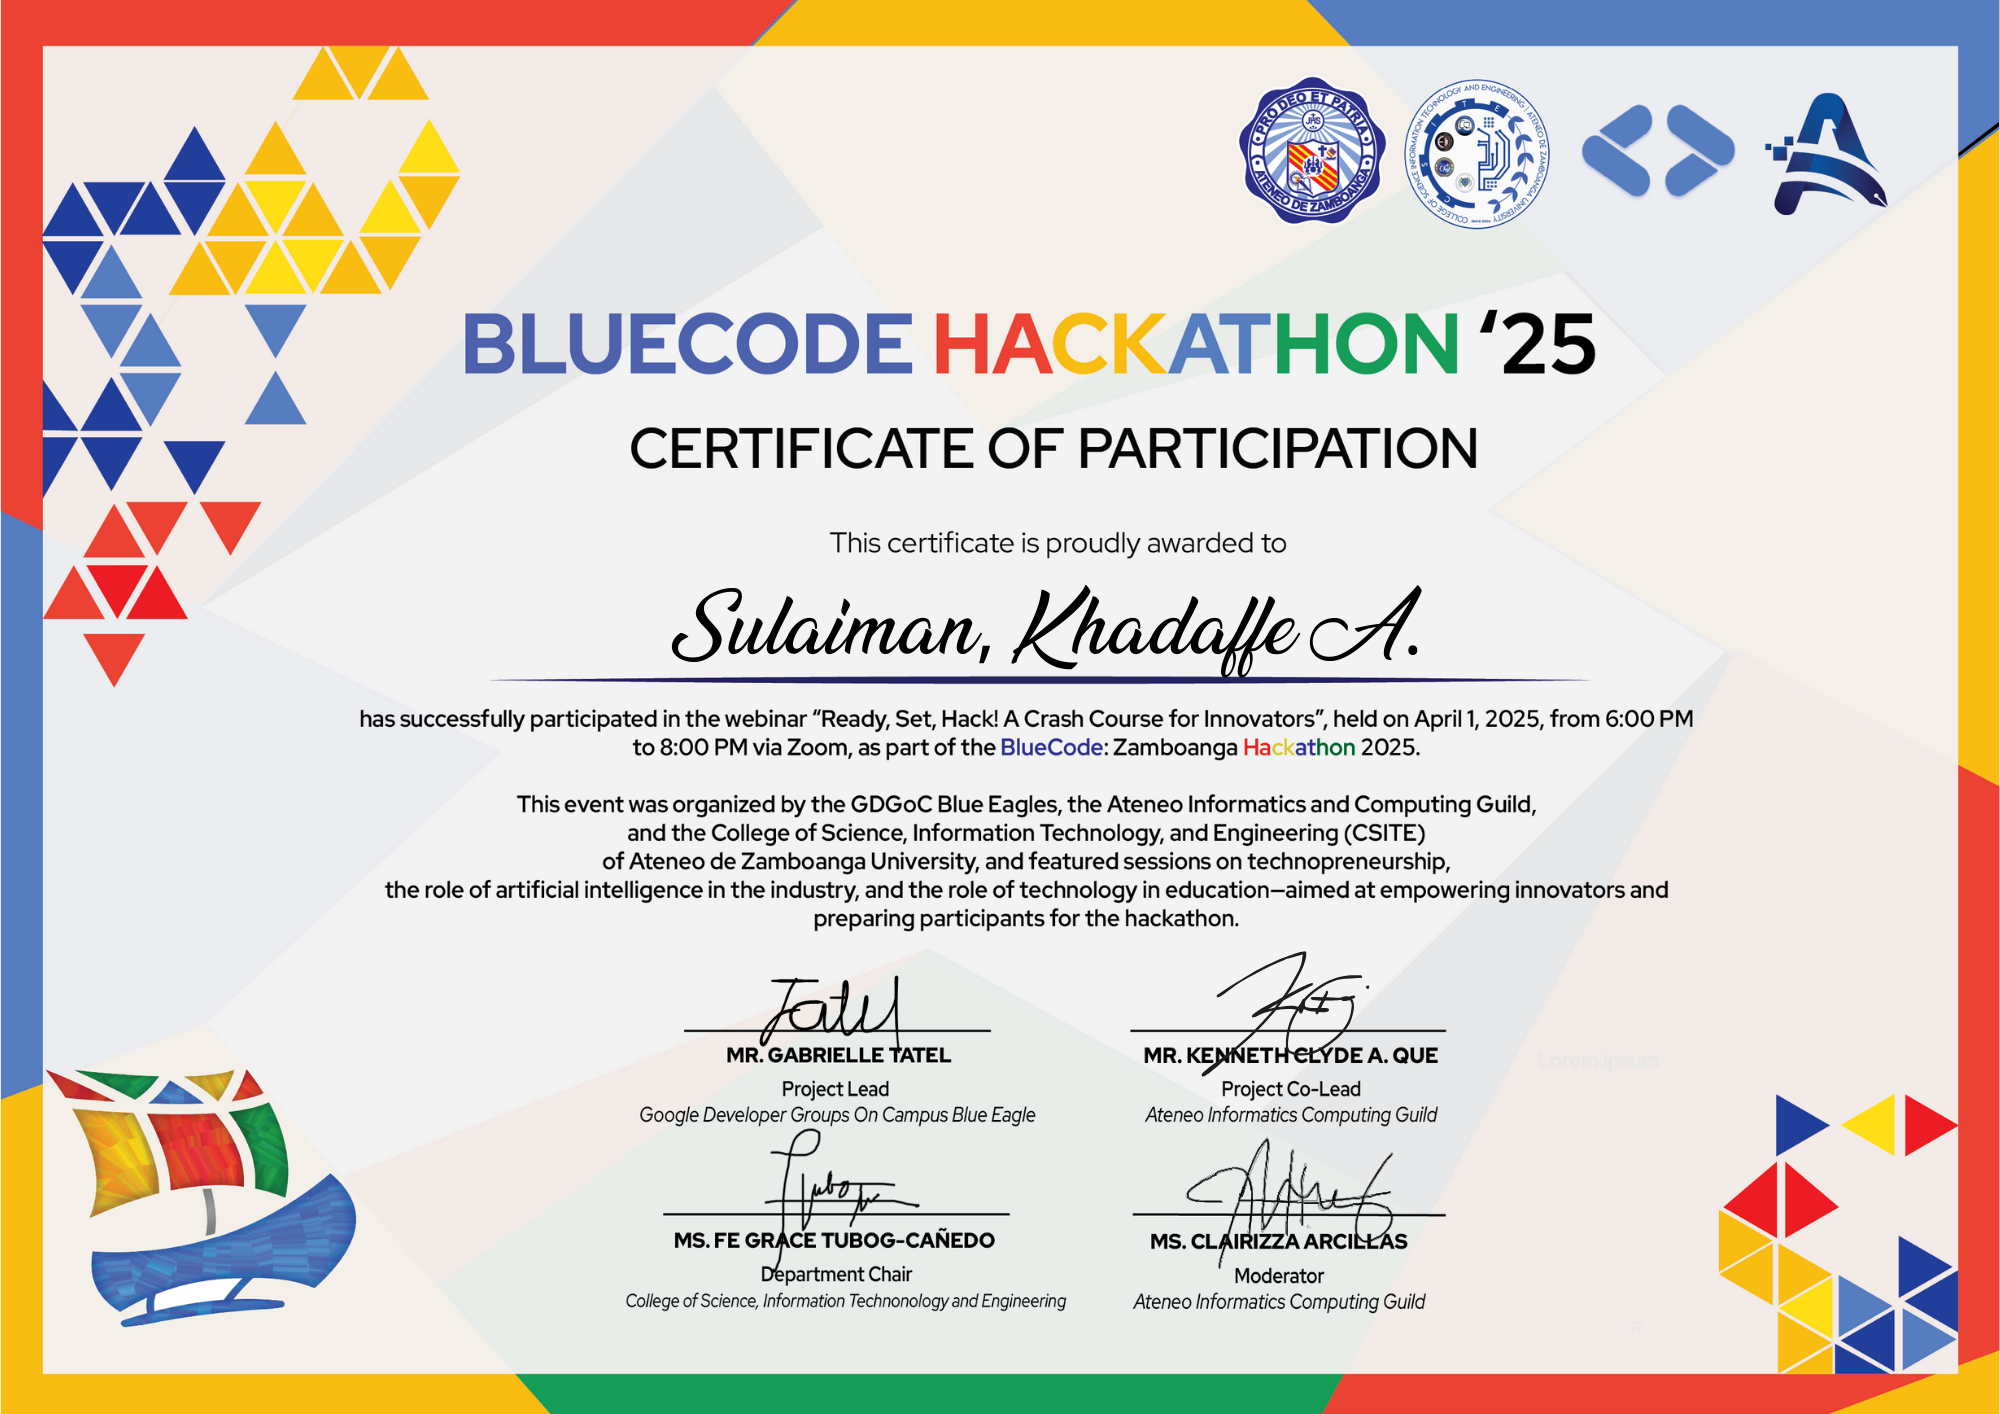 PRO DEO ET PATRIA
JHS
ATENEO DE ZAMBOANGA
COLLEGE OF SCIENCE INFORMATION TECHNOLOGY AND ENGINEERING | ATENEO DE ZAMBOANGA UNIVERSITY
CSITE
BLUECODE HACKATHON ‘25
CERTIFICATE OF PARTICIPATION
This certificate is proudly awarded to
Sulaiman, Khadaffe A.
has successfully participated in the webinar “Ready, Set, Hack! A Crash Course for Innovators”, held on April 1, 2025, from 6:00 PM
to 8:00 PM via Zoom, as part of the BlueCode: Zamboanga Hackathon 2025.
This event was organized by the GDGoC Blue Eagles, the Ateneo Informatics and Computing Guild,
and the College of Science, Information Technology, and Engineering (CSITE)
of Ateneo de Zamboanga University, and featured sessions on technopreneurship,
the role of artificial intelligence in the industry, and the role of technology in education—aimed at empowering innovators and
preparing participants for the hackathon.
MR. GABRIELLE TATEL
Project Lead
Google Developer Groups On Campus Blue Eagle
MR. KENNETH CLYDE A. QUE
Project Co-Lead
Ateneo Informatics Computing Guild
Lorem Ipsum
MS. FE GRACE TUBOG-CAÑEDO
Department Chair
College of Science, Information Technonology and Engineering
MS. CLAIRIZZA ARCILLAS
Moderator
Ateneo Informatics Computing Guild